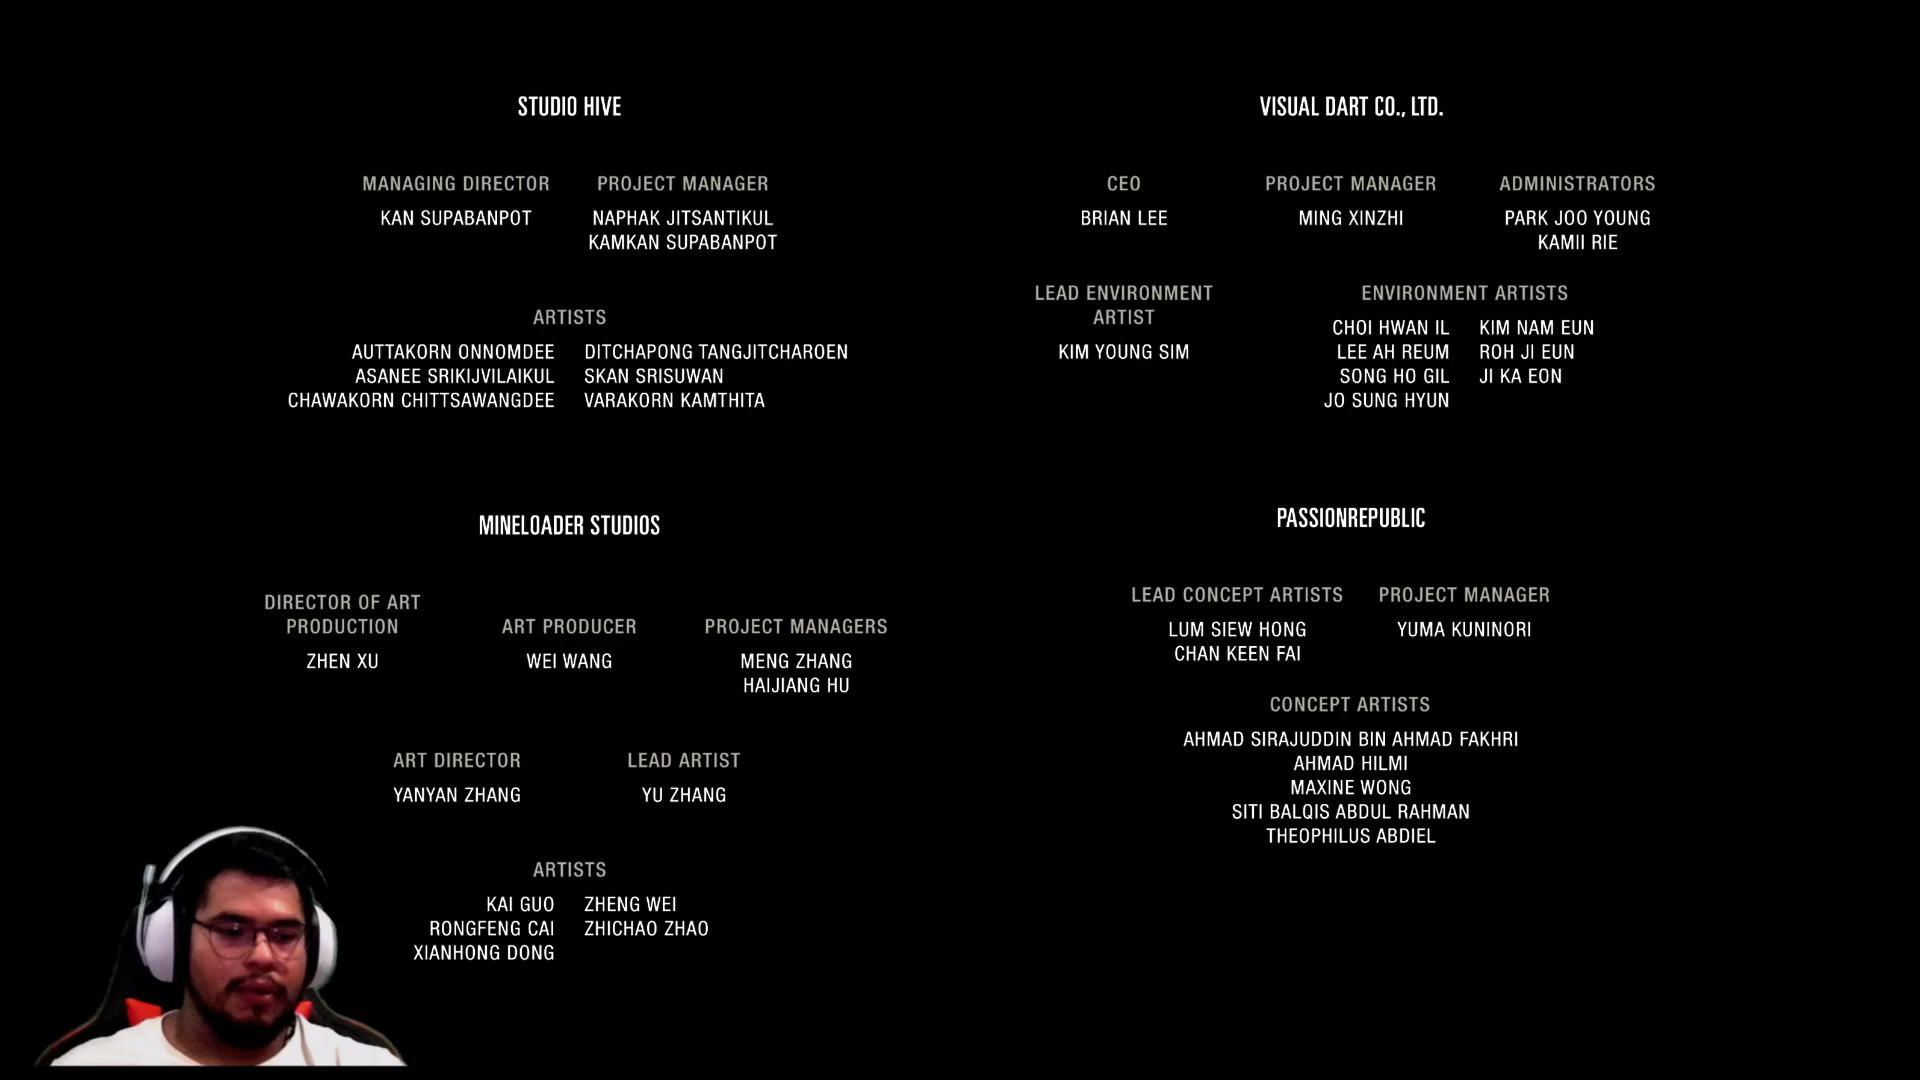 STUDIO HIVE
MANAGING DIRECTOR
KAN SUPABANPOT
PROJECT MANAGER
NAPHAK JITSANTIKUL
KAMKAN SUPABANPOT
ARTISTS
AUTTAKORN ONNOMDEE DITCHAPONG TANGJITCHAROEN
ASANEE SRIKIJVILAIKUL SKAN SRISUWAN
CHAWAKORN CHITTSAWANGDEE VARAKORN KAMTHITA
VISUAL DART CO., LTD.
CEO
BRIAN LEE
PROJECT MANAGER
MING XINZHI
ADMINISTRATORS
PARK JOO YOUNG
KAMII RIE
LEAD ENVIRONMENT
ARTIST
KIM YOUNG SIM
ENVIRONMENT ARTISTS
CHOI HWAN IL KIM NAM EUN
LEE AH REUM ROH JI EUN
SONG HO GIL JI KA EON
JO SUNG HYUN
MINELOADER STUDIOS
DIRECTOR OF ART
PRODUCTION
ZHEN XU
ART PRODUCER
WEI WANG
PROJECT MANAGERS
MENG ZHANG
HAIJIANG HU
ART DIRECTOR
YANYAN ZHANG
LEAD ARTIST
YU ZHANG
ARTISTS
KAI GUO ZHENG WEI
RONGFENG CAI ZHICHAO ZHAO
XIANHONG DONG
PASSIONREPUBLIC
LEAD CONCEPT ARTISTS
LUM SIEW HONG
CHAN KEEN FAI
PROJECT MANAGER
YUMA KUNINORI
CONCEPT ARTISTS
AHMAD SIRAJUDDIN BIN AHMAD FAKHRI
AHMAD HILMI
MAXINE WONG
SITI BALQIS ABDUL RAHMAN
THEOPHILUS ABDIEL